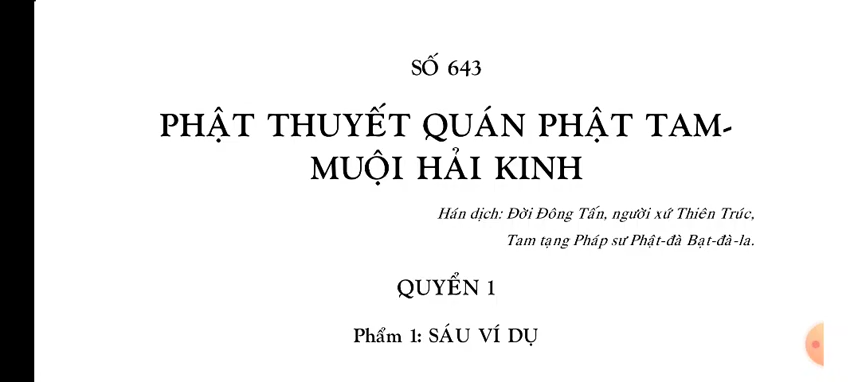 SỐ 643
PHẬT THUYẾT QUÁN PHẬT TAM-
MUỘI HẢI KINH
Hán dịch: Đời Đông Tấn, người xứ Thiên Trúc,
Tam tạng Pháp sư Phật-đà Bạt-đà-la.
QUYỂN 1
Phẩm 1: SÁU VÍ DỤ